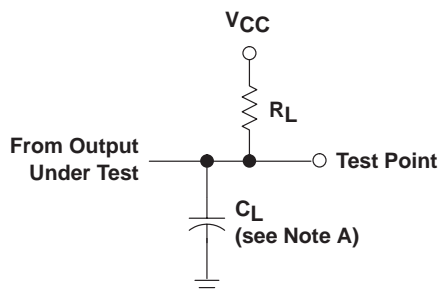 VCC
RL
From Output
Under Test
Test Point
CL
(see Note A)